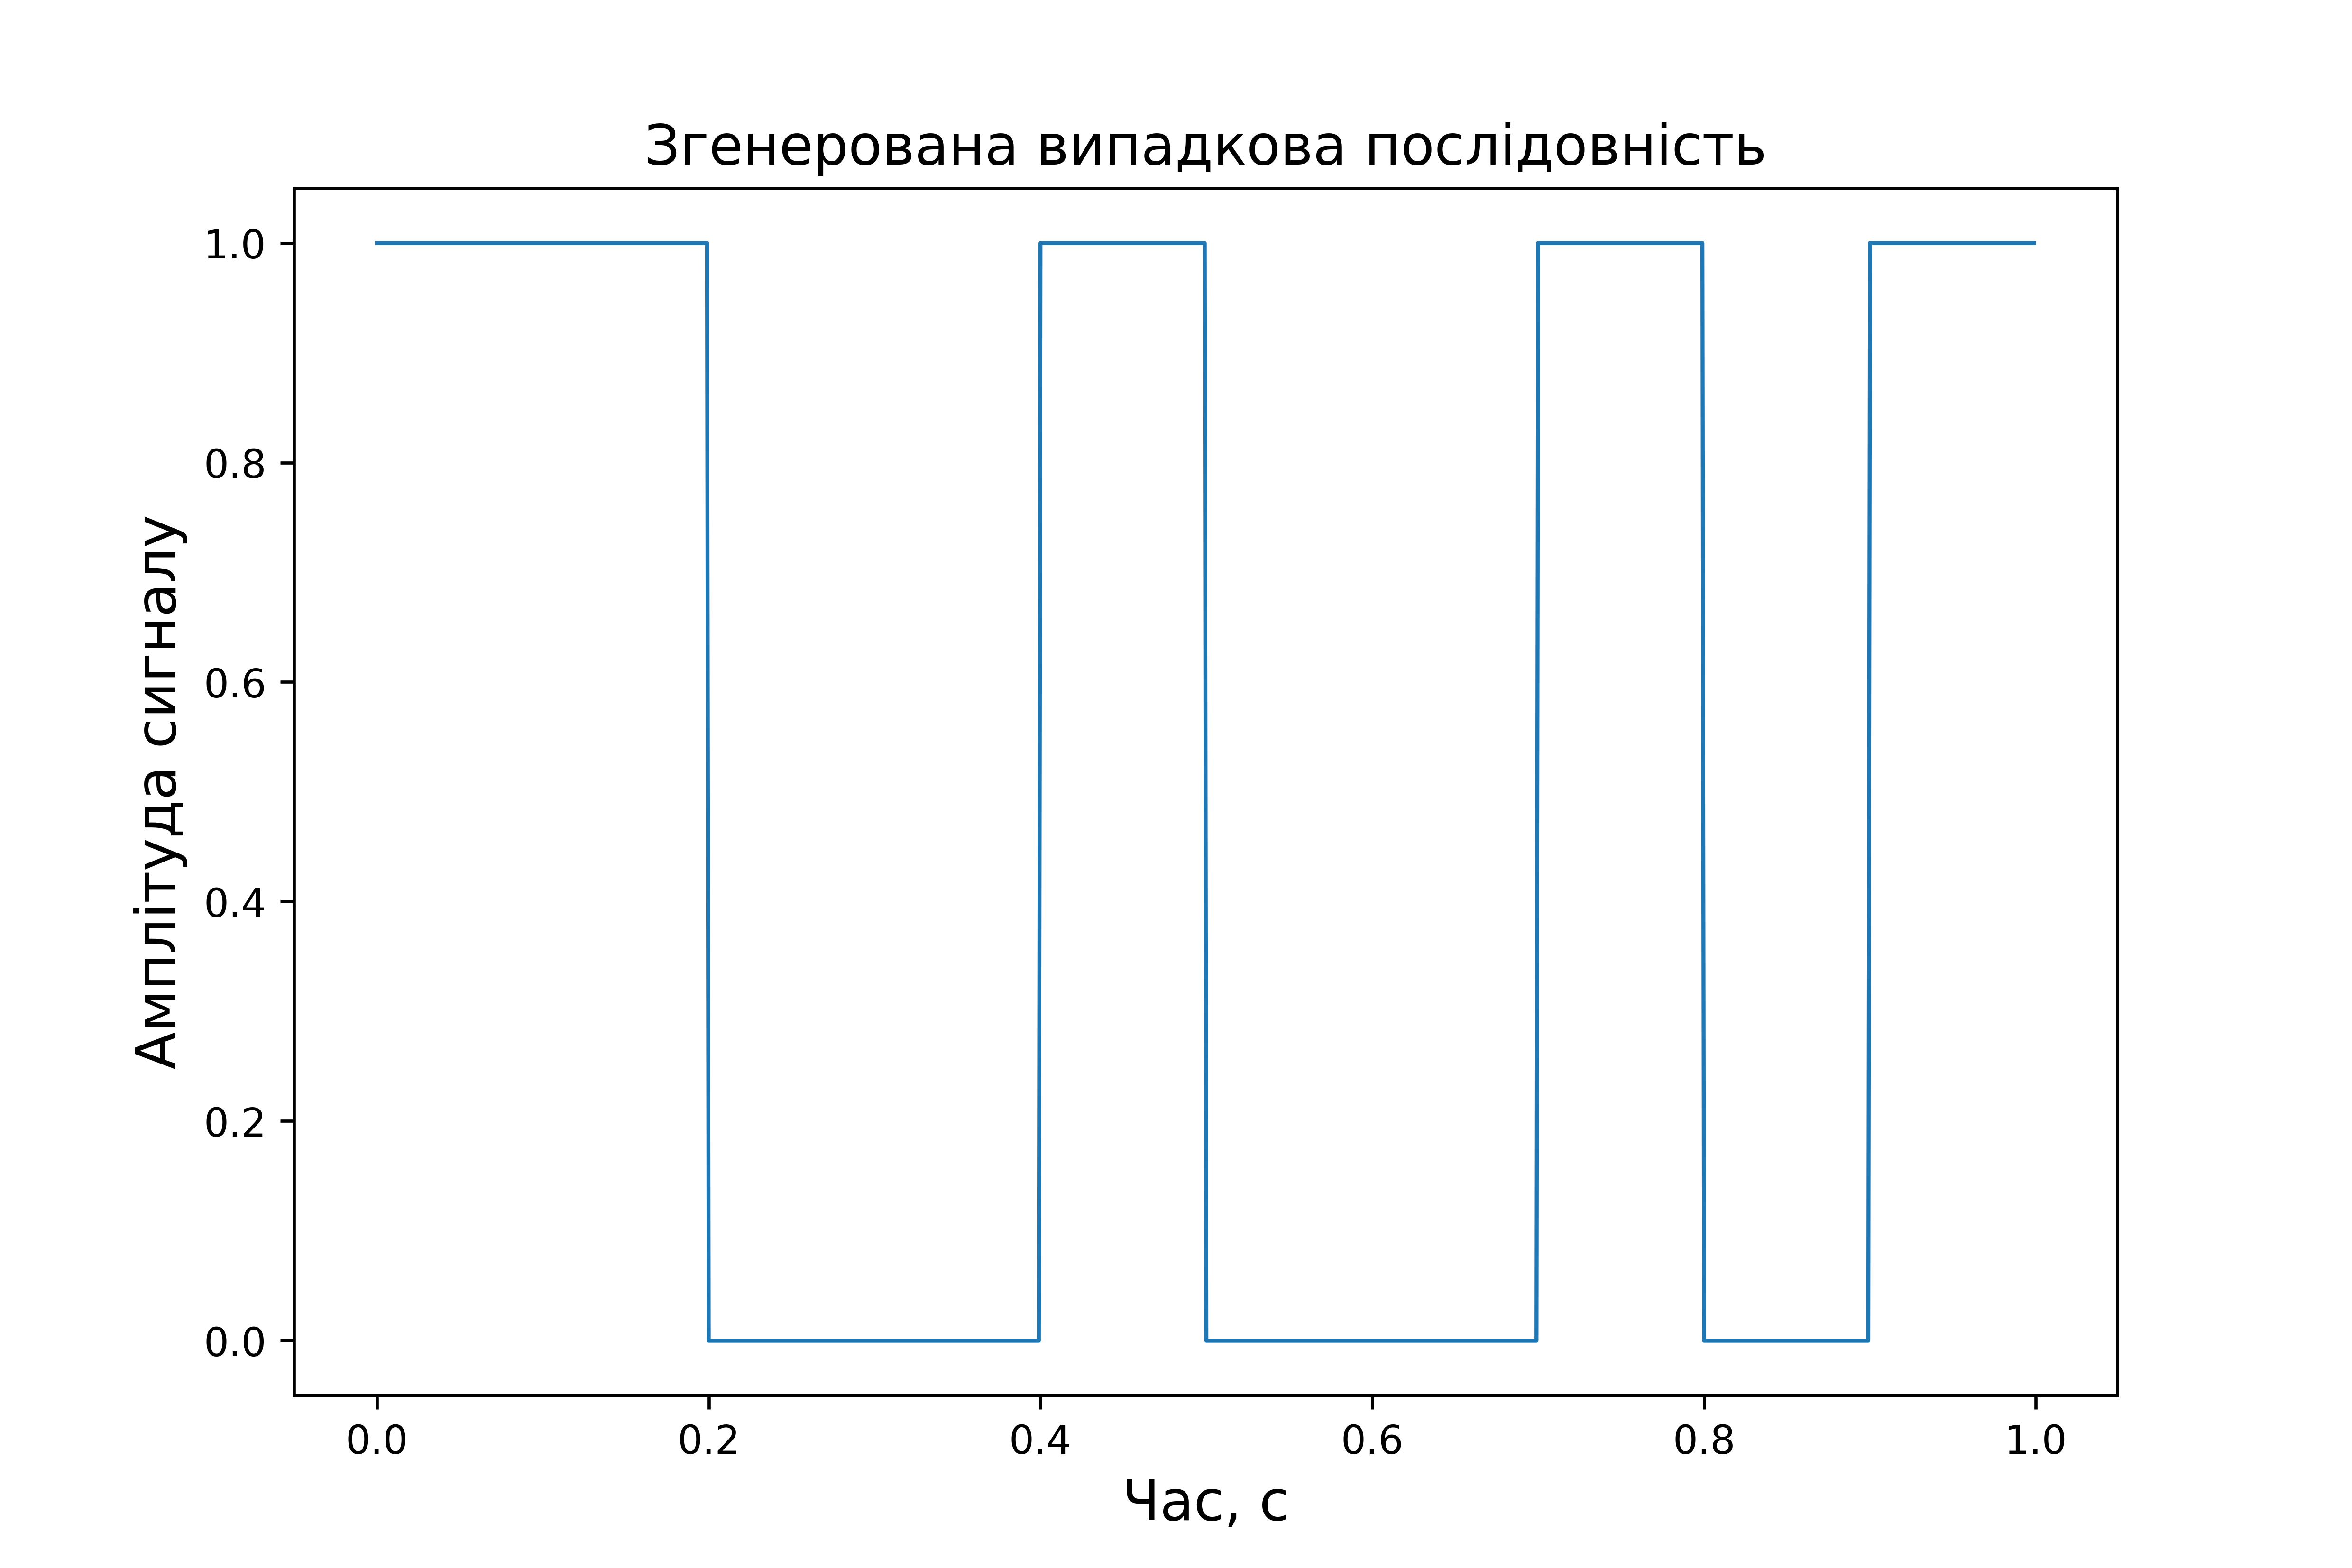 Згенерована випадкова послідовність
Амплітуда сигналу
1.0
0.8
0.6
0.4
0.2
0.0
0.0 0.2 0.4 0.6 0.8 1.0
Час, с